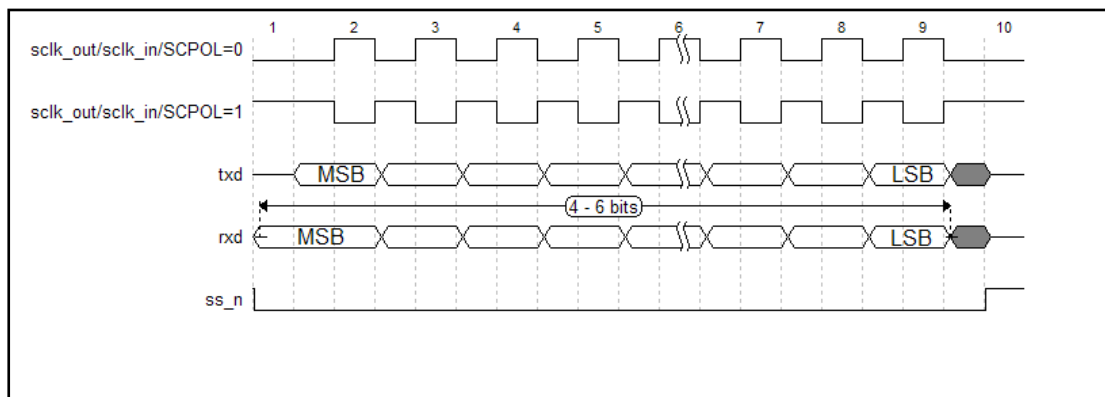 1 2 3 4 5 6 7 8 9 10
sclk_out/sclk_in/SCPOL=0
sclk_out/sclk_in/SCPOL=1
txd MSB LSB
4 - 6 bits
rxd MSB LSB
ss_n